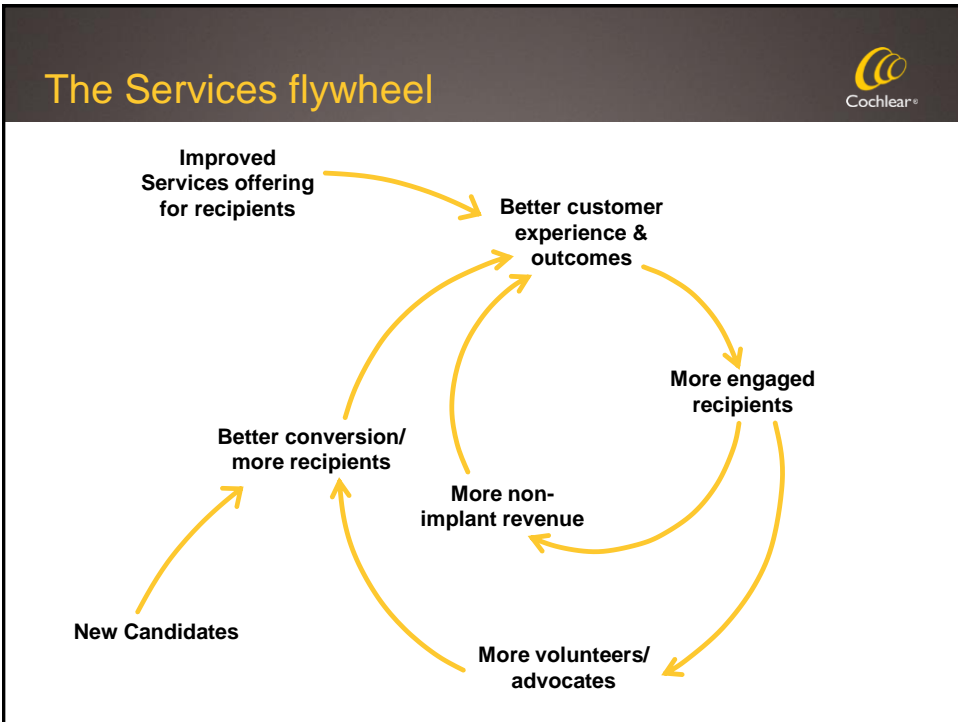 The Services flywheel
Cochlear®
Improved
Services offering
for recipients
Better customer
experience &
outcomes
More engaged
recipients
Better conversion/
more recipients
More non-
implant revenue
New Candidates
More volunteers/
advocates